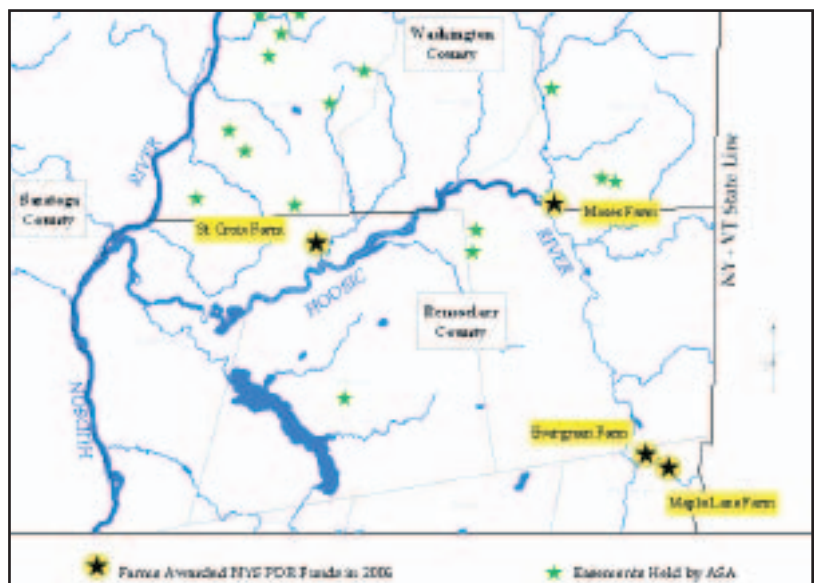 Washington
County
RIVER
Saratoga
County
St. Croix Farms
Moses Farm
NY - VT State Line
HOOSIC
RIVER
Rensselaer
County
HUDSON
Evergreen Farm
Maple Lane Farm
Farms Awarded NYS PDR Funds in 2006
Easements Held by ASA